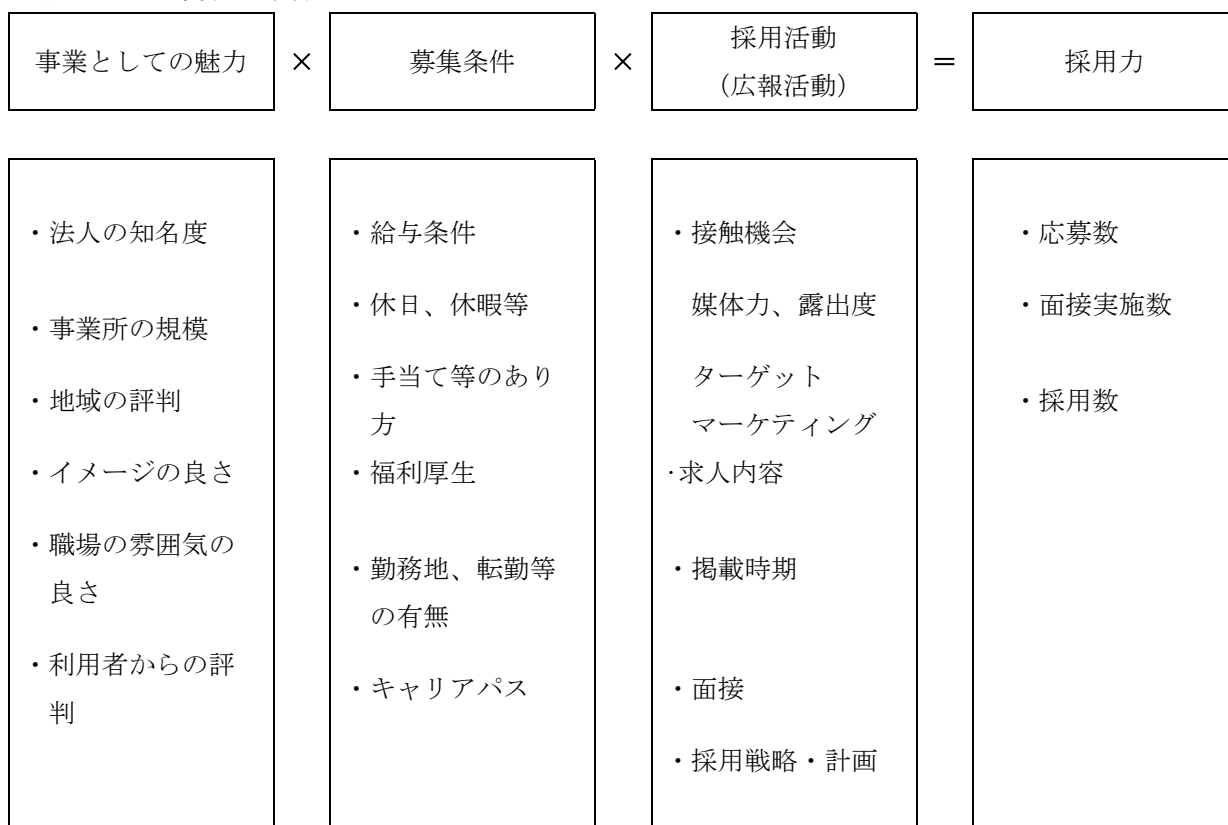 事業としての魅力
×
募集条件
×
採用活動
（広報活動）
＝
採用力
・法人の知名度
・事業所の規模
・地域の評判
・イメージの良さ
・職場の雰囲気の
良さ
・利用者からの評
判
・給与条件
・休日、休暇等
・手当て等のあり
方
・福利厚生
・勤務地、転勤等
の有無
・キャリアパス
・接触機会
媒体力、露出度
ターゲット
マーケティング
·求人内容
・掲載時期
・面接
・採用戦略・計画
・応募数
・面接実施数
・採用数